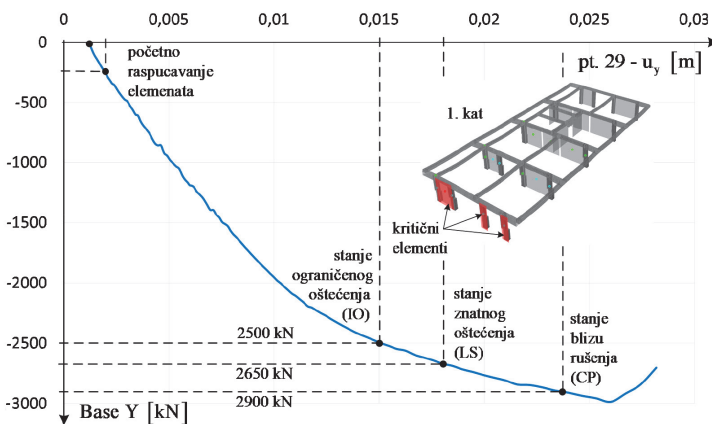 0 0,005 0,01 0,015 0,02 0,025 0,03
pt. 29 - uy [m]
0
-500
-1000
-1500
-2000
-2500
-3000
početno
raspucavanje
elemenata
1. kat
kritični
elementi
stanje
ograničenog
oštećenja
(IO)
stanje
znatnog
oštećenja
(LS)
stanje
blizu
rušenja
(CP)
2500 kN
2650 kN
2900 kN
Base Y [kN]